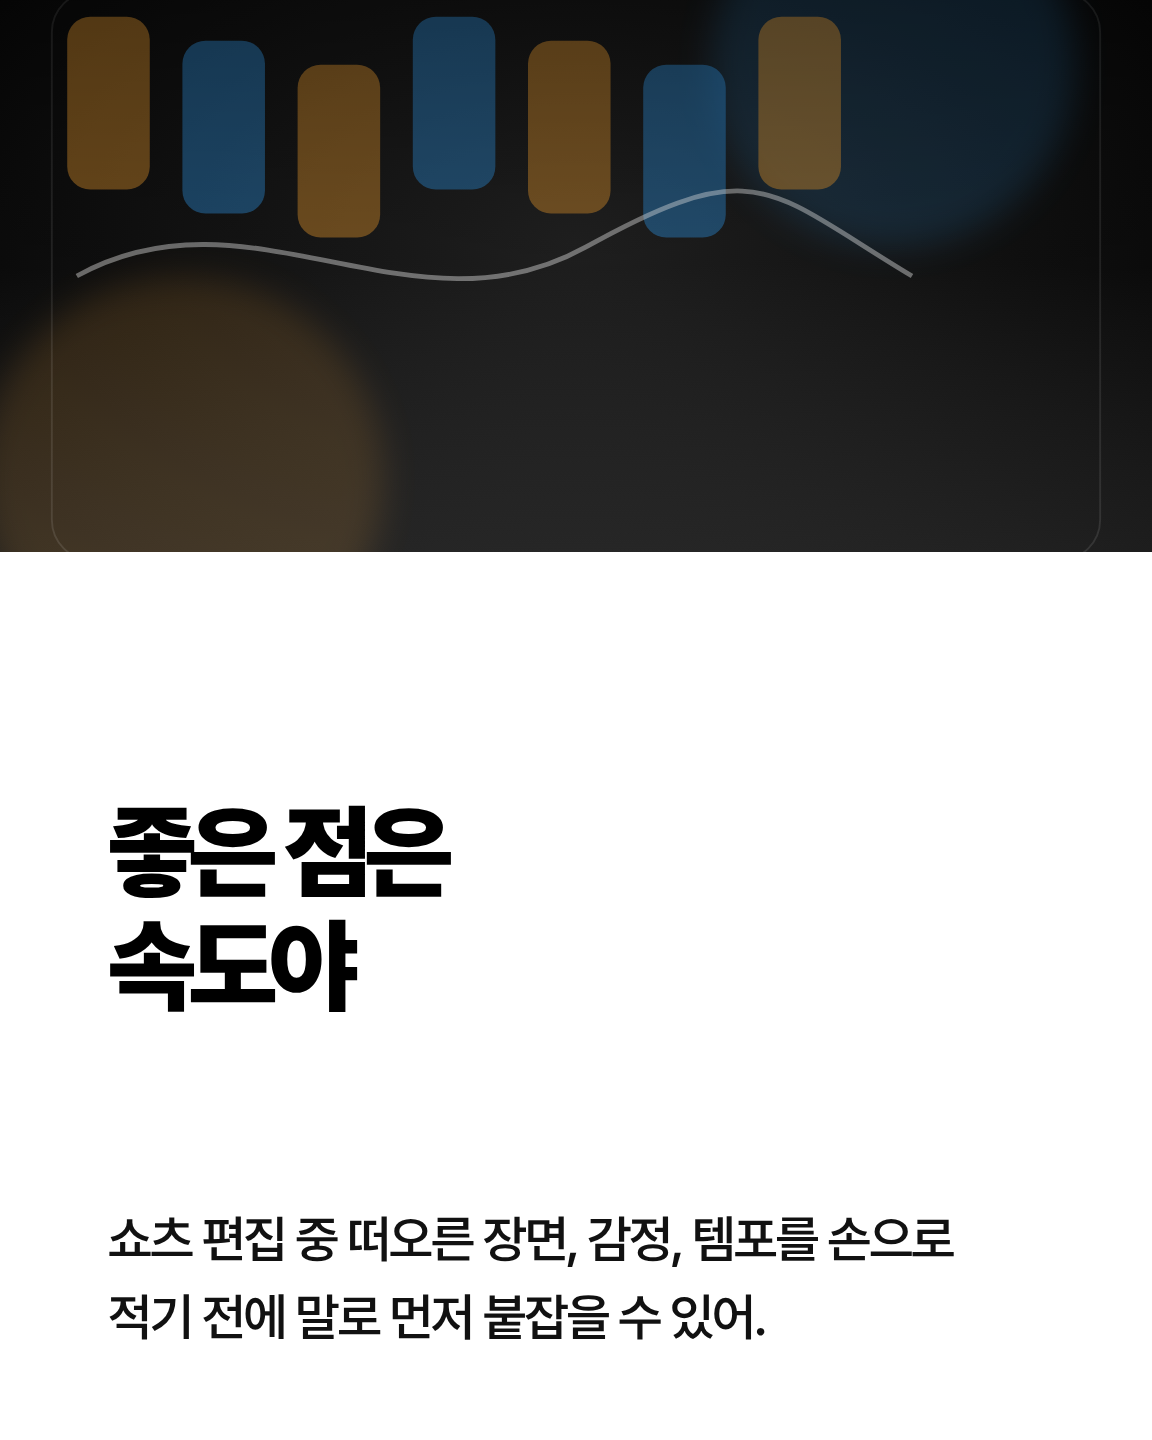 좋은 점은
속도야
쇼츠 편집 중 떠오른 장면, 감정, 템포를 손으로
적기 전에 말로 먼저 붙잡을 수 있어.